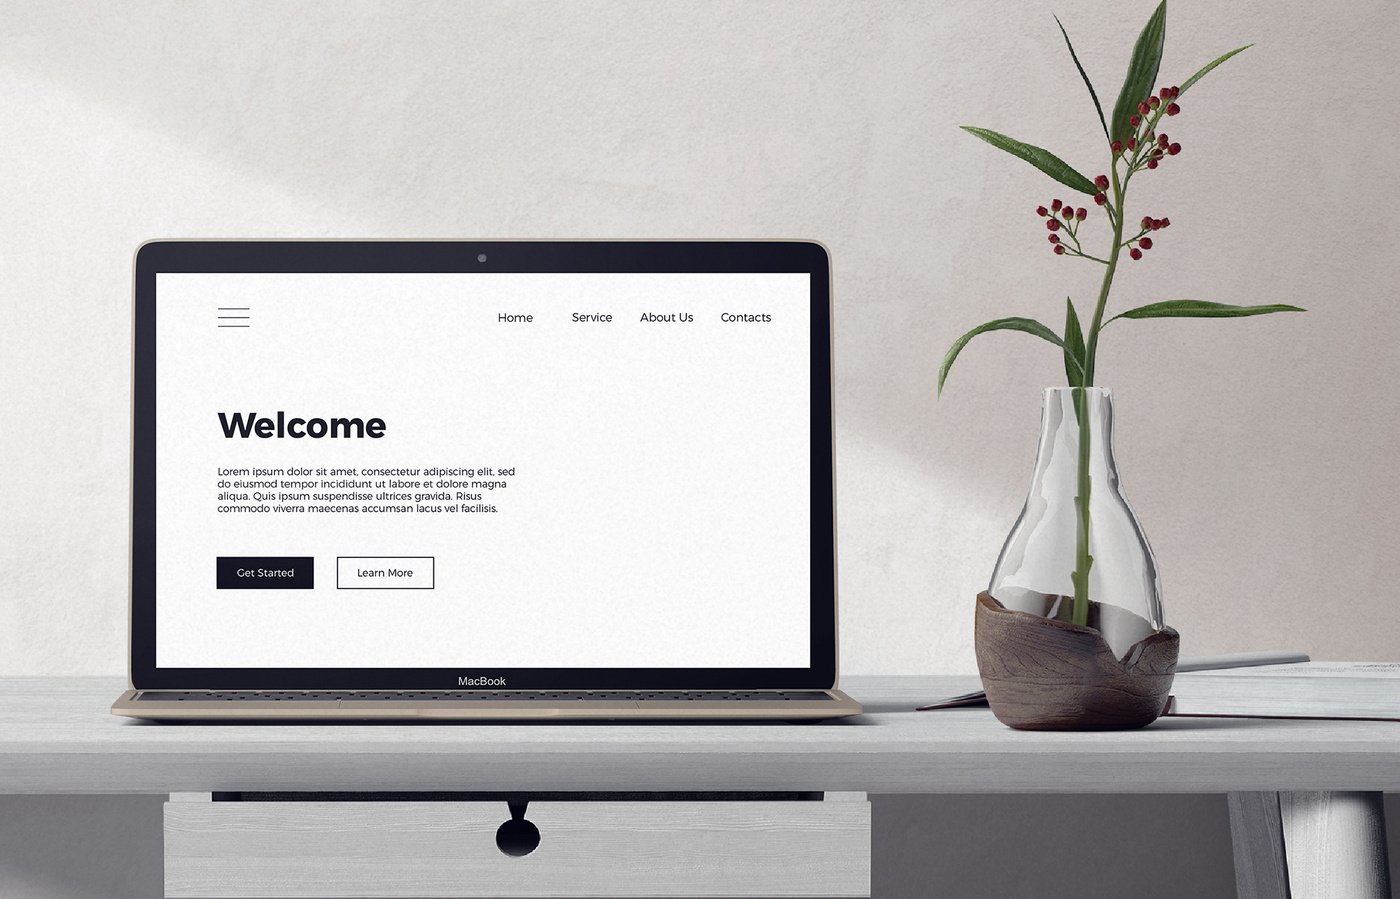 Home Service About Us Contacts
Welcome
Lorem ipsum dolor sit amet, consectetur adipiscing elit, sed
do eiusmod tempor incididunt ut labore et dolore magna
aliqua. Quis ipsum suspendisse ultrices gravida. Risus
commodo viverra maecenas accumsan lacus vel facilisis.
Get Started Learn More
MacBook